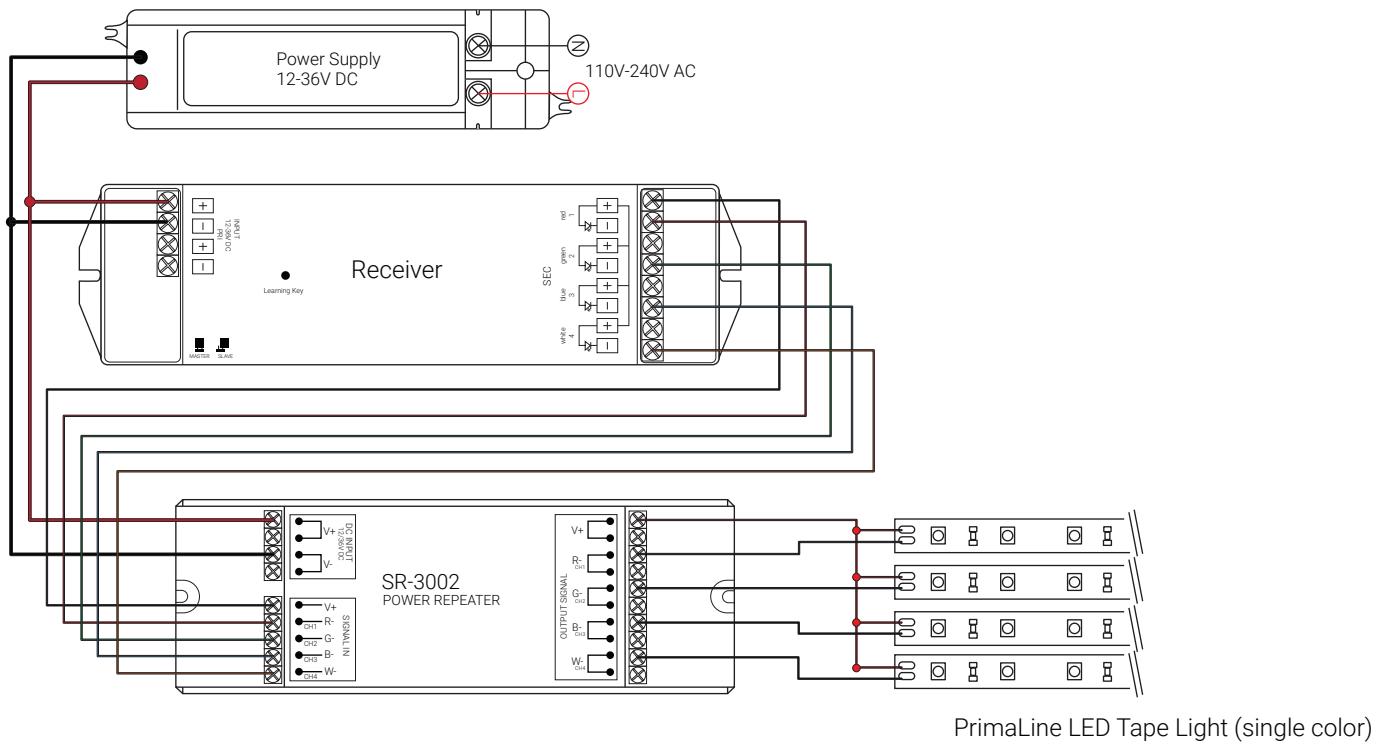 Power Supply
12-36V DC
N
L
110V-240V AC
+
−
+
−
INPUT
12-36V DC
PRI
Receiver
Learning Key
MASTER SLAVE
SEC
red
1
+
−
green
2
+
−
blue
3
+
−
white
4
+
−
V+
V-
DC INPUT
12/36V DC
V+
R-
CH1
G-
CH2
B-
CH3
W-
CH4
SIGNAL IN
SR-3002
POWER REPEATER
OUTPUT SIGNAL
V+
R-
CH1
G-
CH2
B-
CH3
W-
CH4
PrimaLine LED Tape Light (single color)